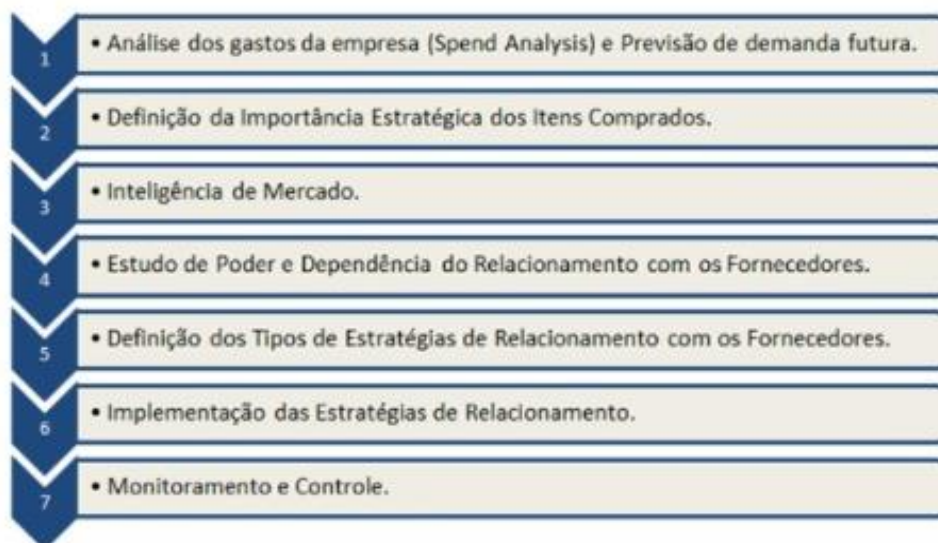 1 • Análise dos gastos da empresa (Spend Analysis) e Previsão de demanda futura.
2 • Definição da Importância Estratégica dos Itens Comprados.
3 • Inteligência de Mercado.
4 • Estudo de Poder e Dependência do Relacionamento com os Fornecedores.
5 • Definição dos Tipos de Estratégias de Relacionamento com os Fornecedores.
6 • Implementação das Estratégias de Relacionamento.
7 • Monitoramento e Controle.